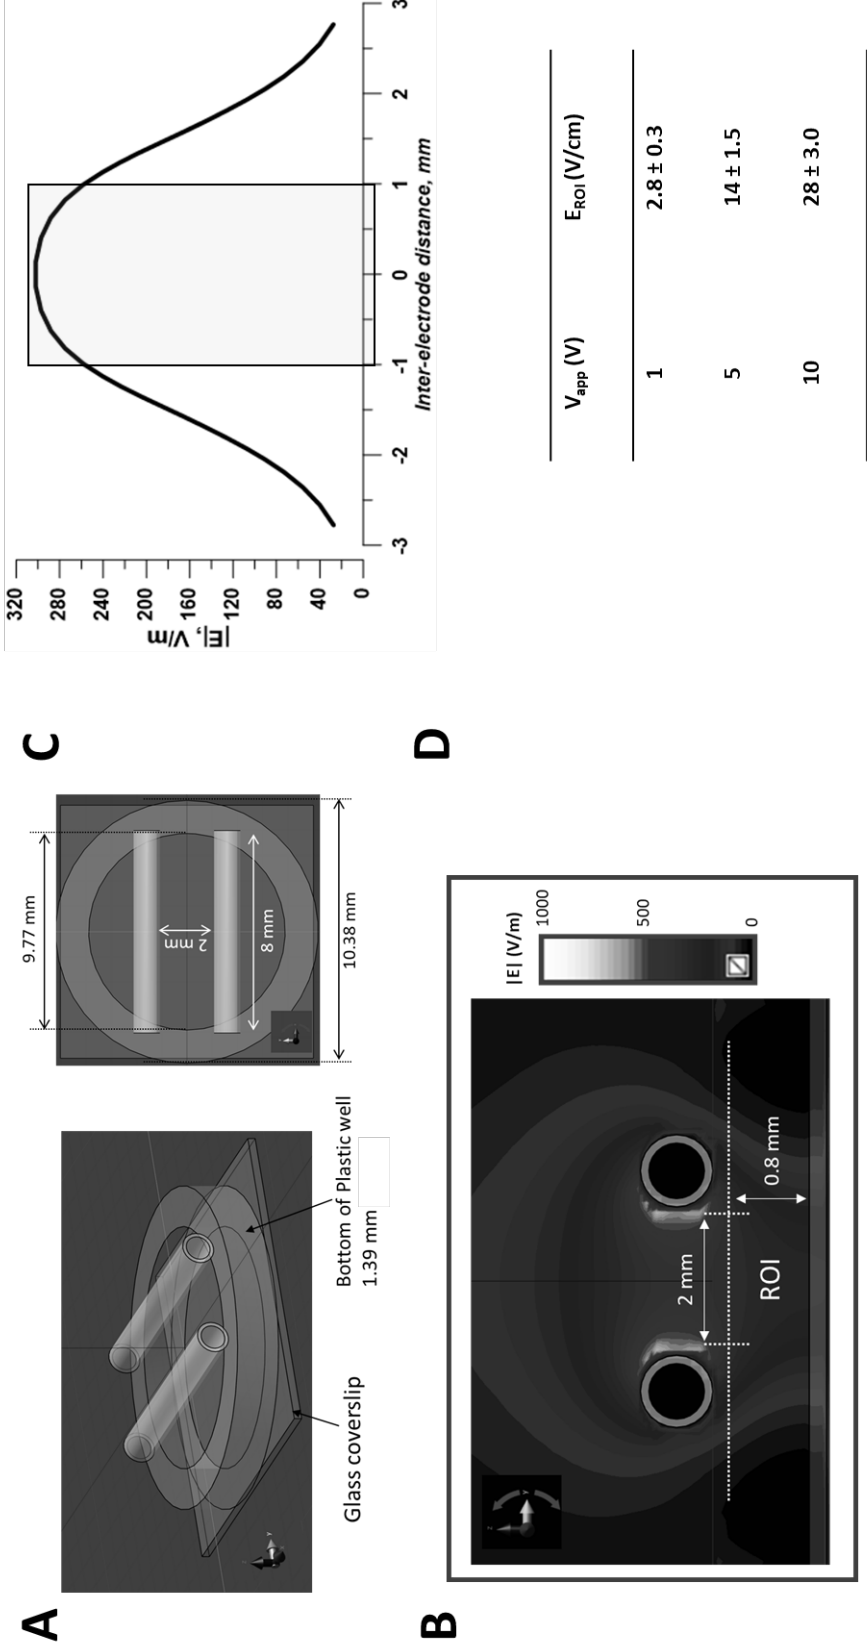 A
Glass coverslip
Bottom of Plastic well
1.39 mm
9.77 mm
2 mm
8 mm
10.38 mm
B
2 mm
ROI
0.8 mm
|E| (V/m)
1000
500
0
C
|E|, V/m
320
280
240
200
160
120
80
40
0
-3
-2
-1
0
1
2
3
Inter-electrode distance, mm
D
Vapp (V) EROI (V/cm)
1 2.8 ± 0.3
5 14 ± 1.5
10 28 ± 3.0